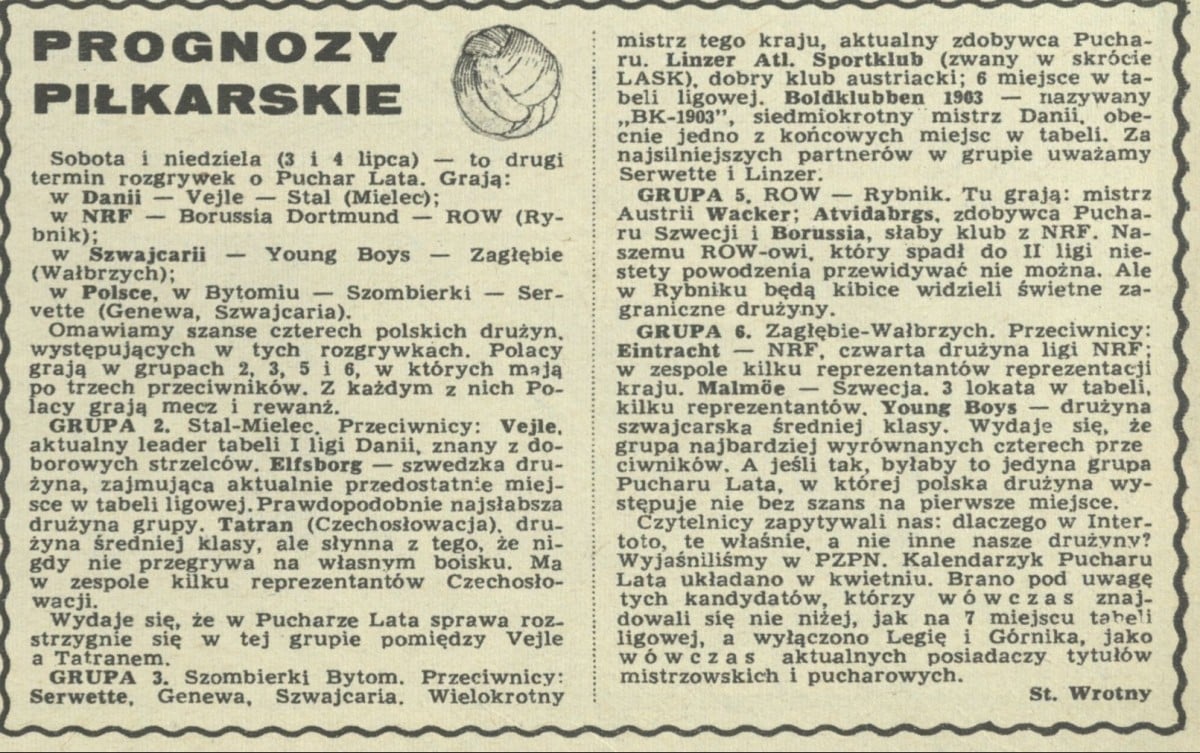 PROGNOZY
PIŁKARSKIE
Sobota i niedziela (3 i 4 lipca) — to drugi
termin rozgrywek o Puchar Lata. Grają:
w Danii — Vejle — Stal (Mielec);
w NRF — Borussia Dortmund — ROW (Ry-
bnik);
w Szwajcarii — Young Boys — Zagłębie
(Wałbrzych);
w Polsce, w Bytomiu — Szombierki — Ser-
vette (Genewa, Szwajcaria).
Omawiamy szanse czterech polskich drużyn,
występujących w tych rozgrywkach. Polacy
grają w grupach 2, 3, 5 i 6, w których mają
po trzech przeciwników. Z każdym z nich Po-
lacy grają mecz i rewanż.
GRUPA 2. Stal-Mielec. Przeciwnicy: Vejle,
aktualny leader tabeli I ligi Danii, znany z do-
borowych strzelców. Elfsborg — szwedzka dru-
żyna, zajmująca aktualnie przedostatnie miej-
sce w tabeli ligowej. Prawdopodobnie najsłabsza
drużyna grupy. Tatran (Czechosłowacja), dru-
żyna średniej klasy, ale słynna z tego, że ni-
gdy nie przegrywa na własnym boisku. Ma
w zespole kilku reprezentantów Czechosło-
wacji.
Wydaje się, że w Pucharze Lata sprawa roz-
strzygnie się w tej grupie pomiędzy Vejle
a Tatranem.
GRUPA 3. Szombierki Bytom. Przeciwnicy:
Serwette, Genewa, Szwajcaria. Wielokrotny
mistrz tego kraju, aktualny zdobywca Pucha-
ru. Linzer Atl. Sportklub (zwany w skrócie
LASK), dobry klub austriacki; 6 miejsce w ta-
beli ligowej. Boldklubben 1903 — nazywany
„BK-1903", siedmiokrotny mistrz Danii, obe-
cnie jedno z końcowych miejsc w tabeli. Za
najsilniejszych partnerów w grupie uważamy
Serwette i Linzer.
GRUPA 5. ROW — Rybnik. Tu grają: mistrz
Austrii Wacker; Atvidabrgs, zdobywca Pucha-
ru Szwecji i Borussia, słaby klub z NRF. Na-
szemu ROW-owi, który spadł do II ligi nie-
stety powodzenia przewidywać nie można. Ale
w Rybniku będą kibice widzieli świetne za-
graniczne drużyny.
GRUPA 6. Zagłębie-Wałbrzych. Przeciwnicy:
Eintracht — NRF, czwarta drużyna ligi NRF;
w zespole kilku reprezentantów reprezentacji
kraju. Malmöe — Szwecja. 3 lokata w tabeli,
kilku reprezentantów. Young Boys — drużyna
szwajcarska średniej klasy. Wydaje się, że
grupa najbardziej wyrównanych czterech prze
ciwników. A jeśli tak, byłaby to jedyna grupa
Pucharu Lata, w której polska drużyna wy-
stępuje nie bez szans na pierwsze miejsce.
Czytelnicy zapytywali nas: dlaczego w Inter-
toto, te właśnie, a nie inne nasze drużyny?
Wyjaśniliśmy w PZPN. Kalendarzyk Pucharu
Lata układano w kwietniu. Brano pod uwagę
tych kandydatów, którzy wówczas znaj-
dowali się nie niżej, jak na 7 miejscu tabeli
ligowej, a wyłączono Legię i Górnika, jako
wówczas aktualnych posiadaczy tytułów
mistrzowskich i pucharowych.
St. Wrotny